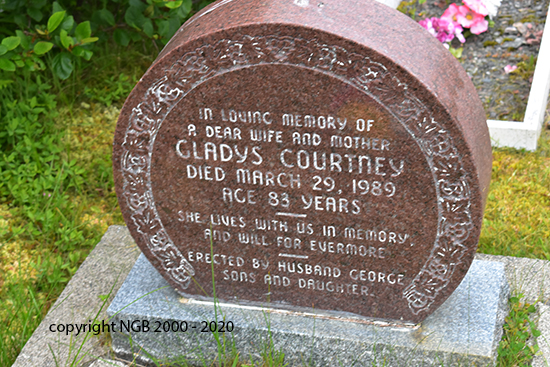 IN LOVING MEMORY OF
A DEAR WIFE AND MOTHER
GLADYS COURTNEY
DIED MARCH 29, 1989
AGE 83 YEARS
SHE LIVES WITH US IN MEMORY,
AND WILL FOR EVERMORE
ERECTED BY HUSBAND GEORGE
SONS AND DAUGHTER.
copyright NGB 2000 - 2020